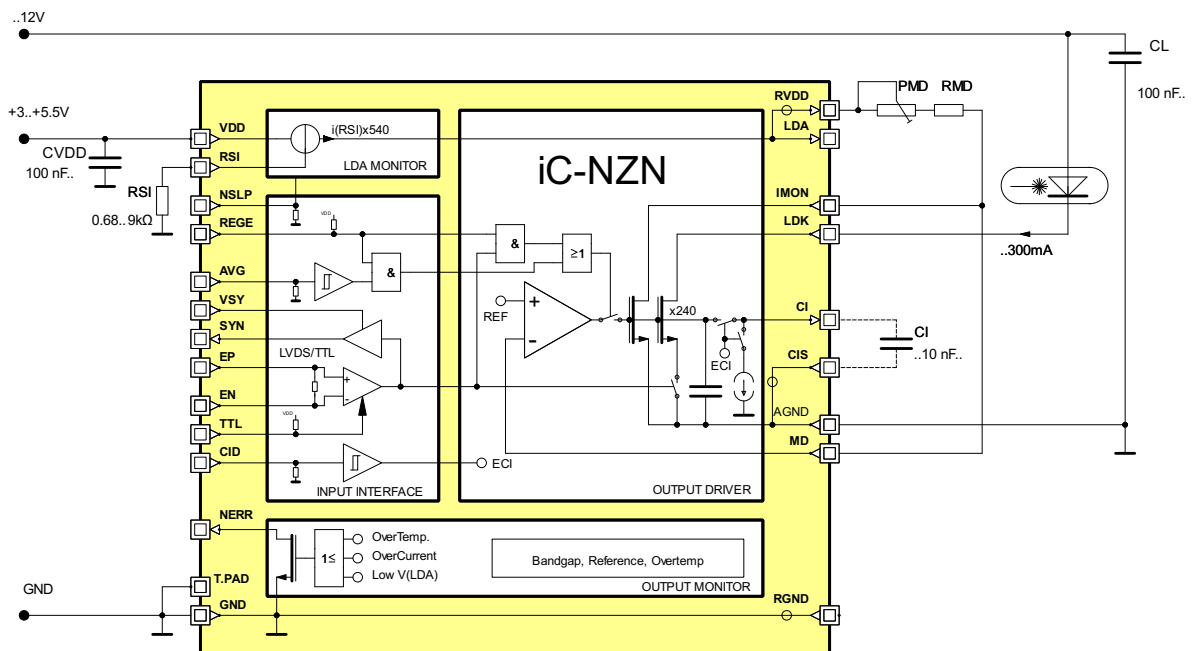 ..12V
CL
100 nF..
+3..+5.5V
CVDD
100 nF..
RSI
0.68..9kΩ
VDD
RSI
NSLP
REGE
AVG
VSY
SYN
EP
EN
TTL
CID
NERR
T.PAD
GND
GND
i(RSI)x540
LDA MONITOR
VDD
&
LVDS/TTL
+
-
VDD
INPUT INTERFACE
iC-NZN
&
≥1
REF
+
-
x240
ECI
ECI
OUTPUT DRIVER
RVDD
LDA
IMON
LDK
CI
CIS
AGND
MD
RGND
PMD
RMD
..300mA
CI
..10 nF..
1≤
OverTemp.
OverCurrent
Low V(LDA)
Bandgap, Reference, Overtemp
OUTPUT MONITOR